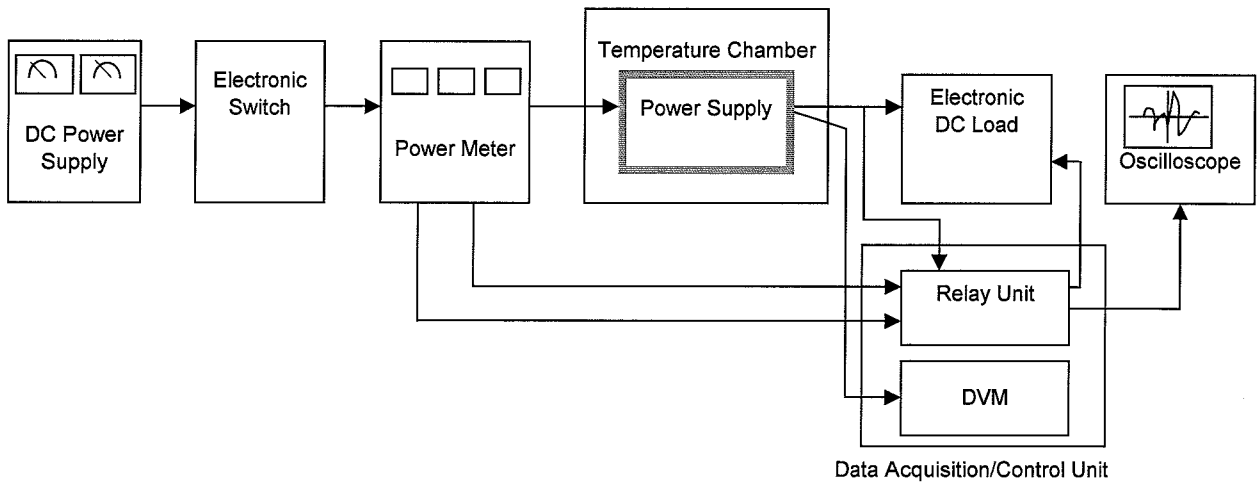 DC Power
Supply
Electronic
Switch
Power Meter
Temperature Chamber
Power Supply
Electronic
DC Load
Oscilloscope
Relay Unit
DVM
Data Acquisition/Control Unit